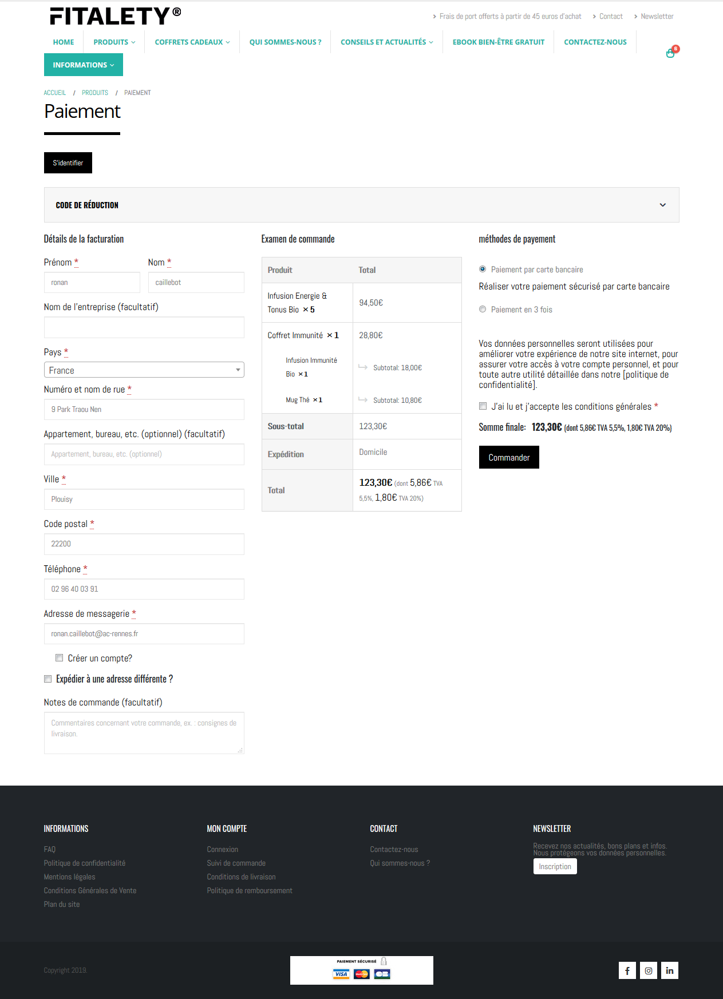 FITALETY®
Frais de port offerts à partir de 45 euros d'achat
Contact
Newsletter
HOME
PRODUITS
COFFRETS CADEAUX
QUI SOMMES-NOUS ?
CONSEILS ET ACTUALITÉS
EBOOK BIEN-ÊTRE GRATUIT
CONTACTEZ-NOUS
6
INFORMATIONS
ACCUEIL / PRODUITS / PAIEMENT
Paiement
S'identifier
CODE DE RÉDUCTION
Détails de la facturation
Prénom *
Nom *
ronan
caillebot
Nom de l'entreprise (facultatif)
Pays *
France
Numéro et nom de rue *
9 Park Traou Nen
Appartement, bureau, etc. (optionnel) (facultatif)
Appartement, bureau, etc. (optionnel)
Ville *
Plouisy
Code postal *
22200
Téléphone *
02 96 40 03 91
Adresse de messagerie *
ronan.caillebot@ac-rennes.fr
Créer un compte?
Expédier à une adresse différente ?
Notes de commande (facultatif)
Commentaires concernant votre commande, ex. : consignes de
livraison.
Examen de commande
Produit Total
Infusion Energie &
Tonus Bio × 5
94,50€
Coffret Immunité × 1
28,80€
Infusion Immunité
Bio × 1
Subtotal: 18,00€
Mug Thé × 1
Subtotal: 10,80€
Sous-total 123,30€
Expédition Domicile
Total
123,30€ (dont 5,86€ TVA
5,5%, 1,80€ TVA 20%)
méthodes de payement
Paiement par carte bancaire
Réaliser votre paiement sécurisé par carte bancaire
Paiement en 3 fois
Vos données personnelles seront utilisées pour
améliorer votre expérience de notre site internet, pour
assurer votre accès à votre compte personnel, et pour
toute autre utilité détaillée dans notre [politique de
confidentialité].
J'ai lu et j'accepte les conditions générales *
Somme finale: 123,30€ (dont 5,86€ TVA 5,5%, 1,80€ TVA 20%)
Commander
INFORMATIONS
FAQ
Politique de confidentialité
Mentions légales
Conditions Générales de Vente
Plan du site
MON COMPTE
Connexion
Suivi de commande
Conditions de livraison
Politique de remboursement
CONTACT
Contactez-nous
Qui sommes-nous ?
NEWSLETTER
Recevez nos actualités, bons plans et infos.
Nous protégeons vos données personnelles.
Inscription
Copyright 2019.
PAIEMENT SÉCURISÉ
VISA MasterCard CB